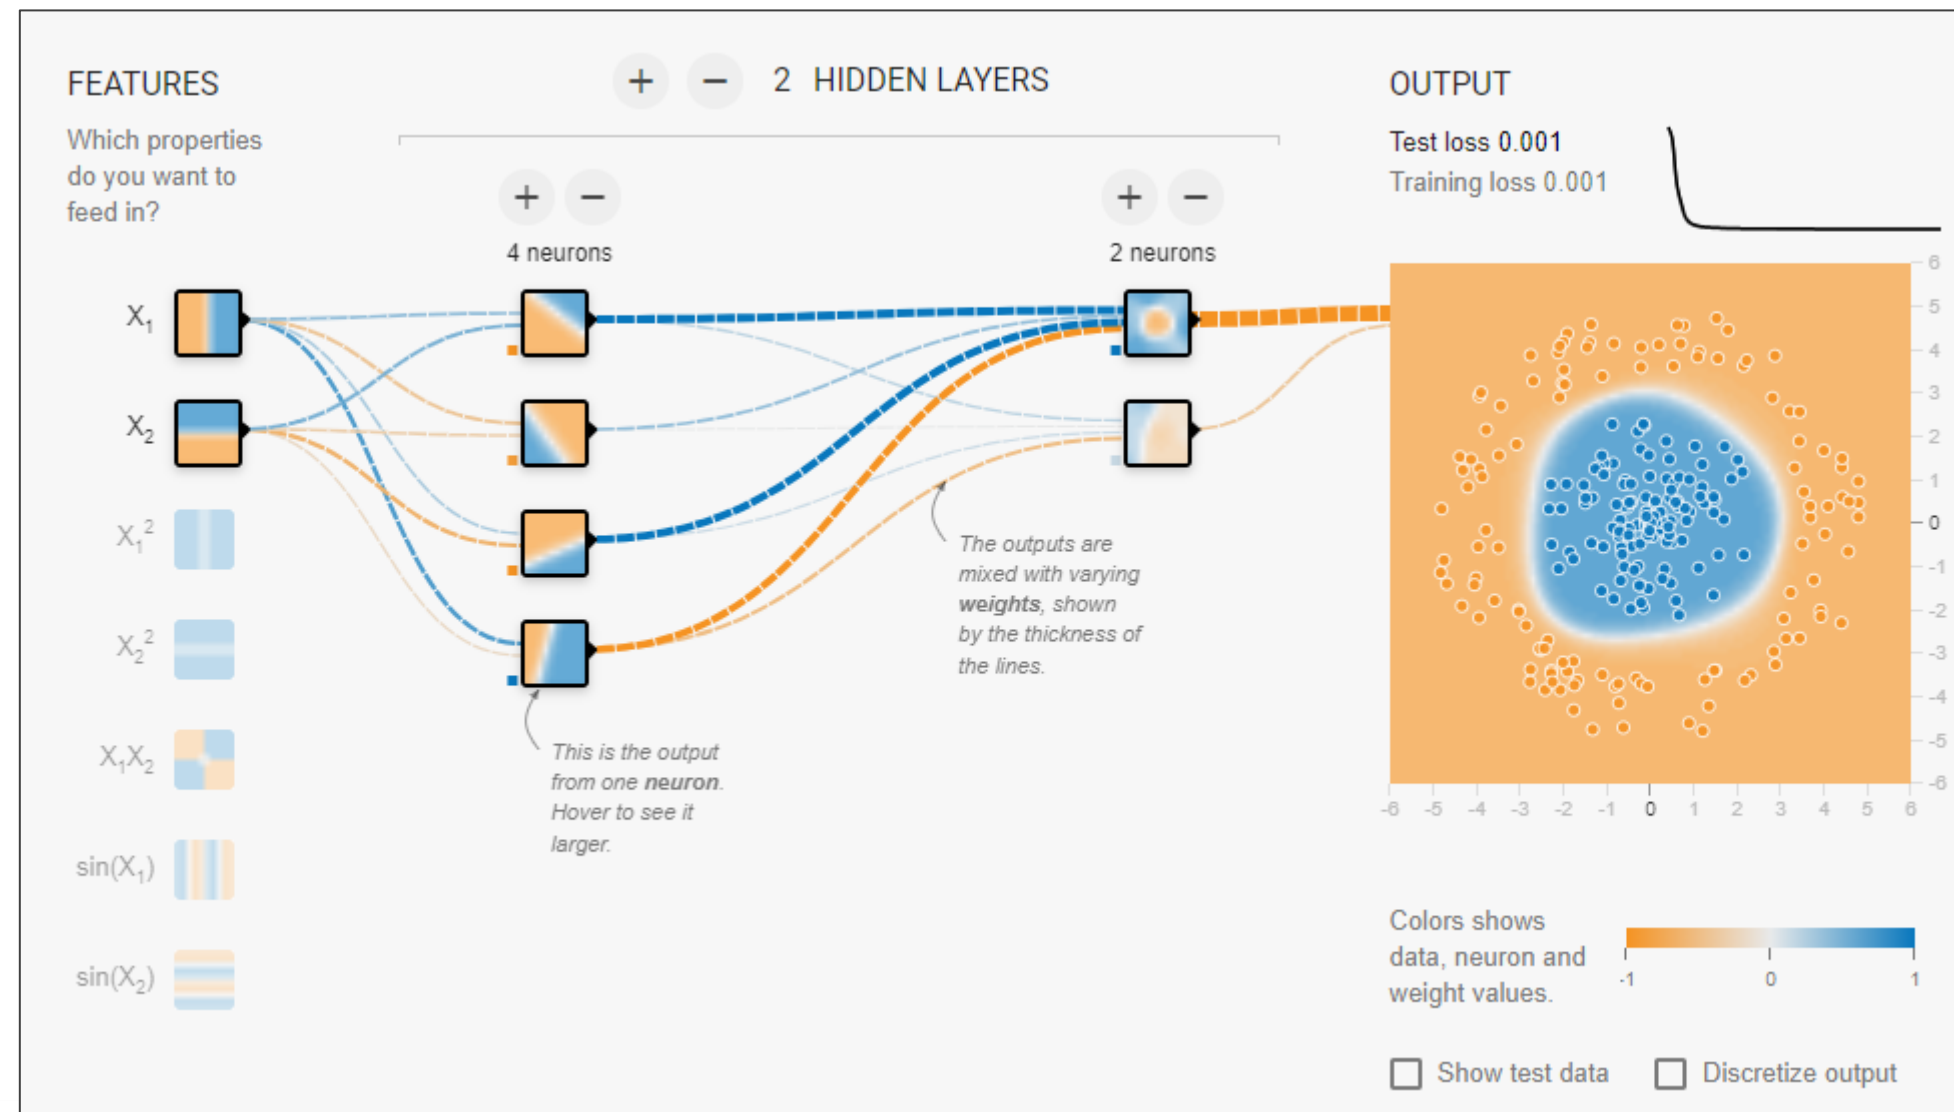 FEATURES
Which properties
do you want to
feed in?
X₁
X₂
X₁²
X₂²
X₁X₂
sin(X₁)
sin(X₂)
+ − 2 HIDDEN LAYERS
+ −
4 neurons
+ −
2 neurons
This is the output
from one neuron.
Hover to see it
larger.
The outputs are
mixed with varying
weights, shown
by the thickness of
the lines.
OUTPUT
Test loss 0.001
Training loss 0.001
6
5
4
3
2
1
0
-1
-2
-3
-4
-5
-6
-6 -5 -4 -3 -2 -1 0 1 2 3 4 5 6
Colors shows
data, neuron and
weight values.
-1 0 1
Show test data
Discretize output